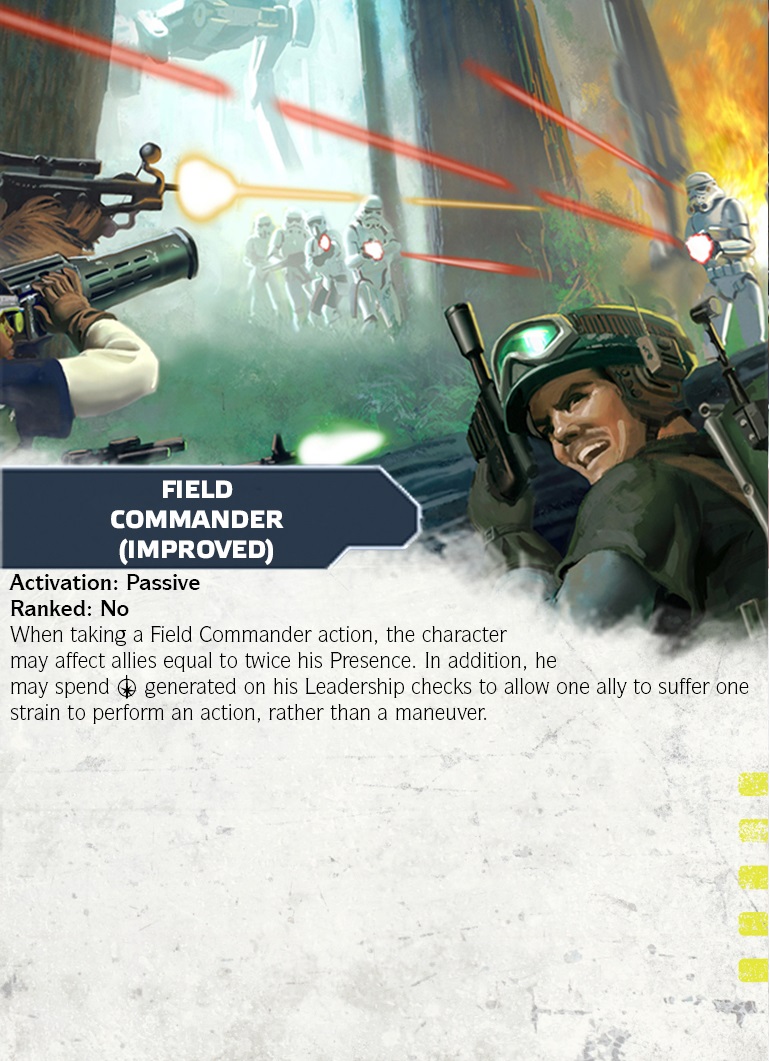 FIELD
COMMANDER
(IMPROVED)
Activation: Passive
Ranked: No
When taking a Field Commander action, the character
may affect allies equal to twice his Presence. In addition, he
may spend generated on his Leadership checks to allow one ally to suffer one
strain to perform an action, rather than a maneuver.